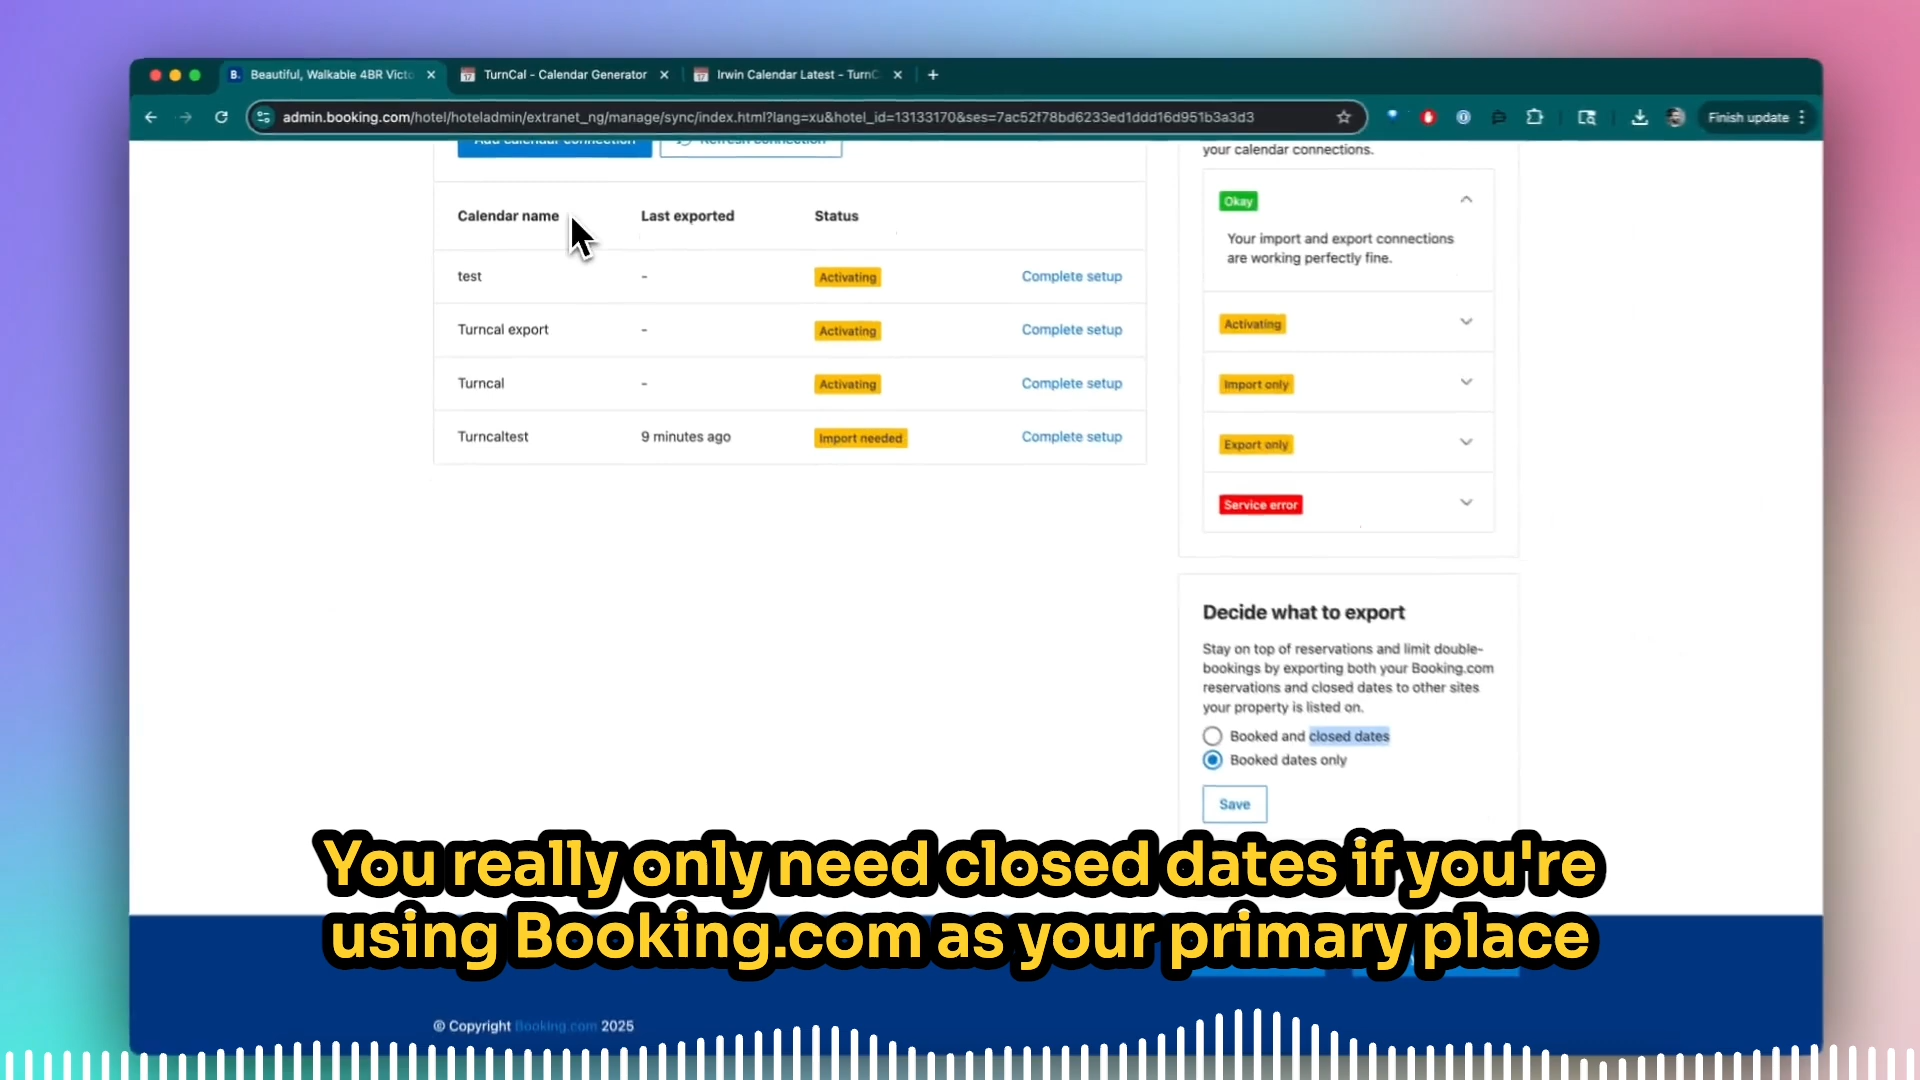 Beautiful, Walkable 4BR Victo
TurnCal - Calendar Generator
Irwin Calendar Latest - TurnC
admin.booking.com/hotel/hoteladmin/extranet_ng/manage/sync/index.html?lang=xu&hotel_id=13133170&ses=7ac52f78bd6233ed1ddd16d951b3a3d3
Finish update
Add calendar connection
Refresh connection
Calendar name
Last exported
Status
test
-
Activating
Complete setup
Turncal export
-
Activating
Complete setup
Turncal
-
Activating
Complete setup
Turncaltest
9 minutes ago
Import needed
Complete setup
your calendar connections.
Okay
Your import and export connections
are working perfectly fine.
Activating
Import only
Export only
Service error
Decide what to export
Stay on top of reservations and limit double-
bookings by exporting both your Booking.com
reservations and closed dates to other sites
your property is listed on.
Booked and closed dates
Booked dates only
Save
You really only need closed dates if you're
using Booking.com as your primary place
© Copyright Booking.com 2025